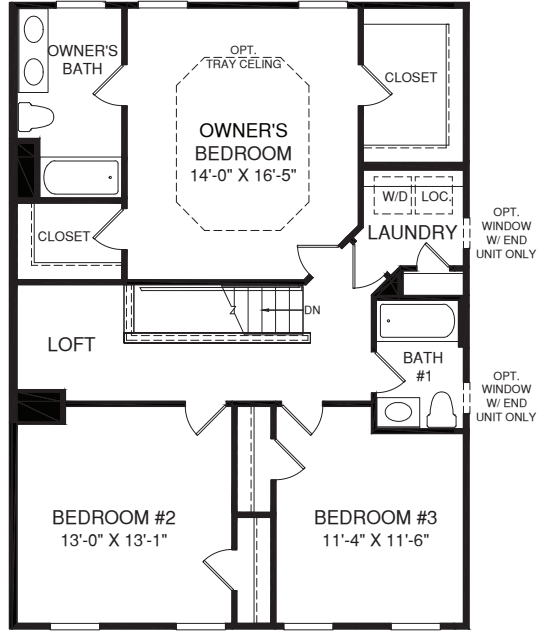 OWNER'S
BATH
OPT.
TRAY CELING
CLOSET
OWNER'S
BEDROOM
14'-0" X 16'-5"
W/D
LOC.
CLOSET
LAUNDRY
OPT.
WINDOW
W/ END
UNIT ONLY
DN
LOFT
BATH
#1
OPT.
WINDOW
W/ END
UNIT ONLY
BEDROOM #2
13'-0" X 13'-1"
BEDROOM #3
11'-4" X 11'-6"